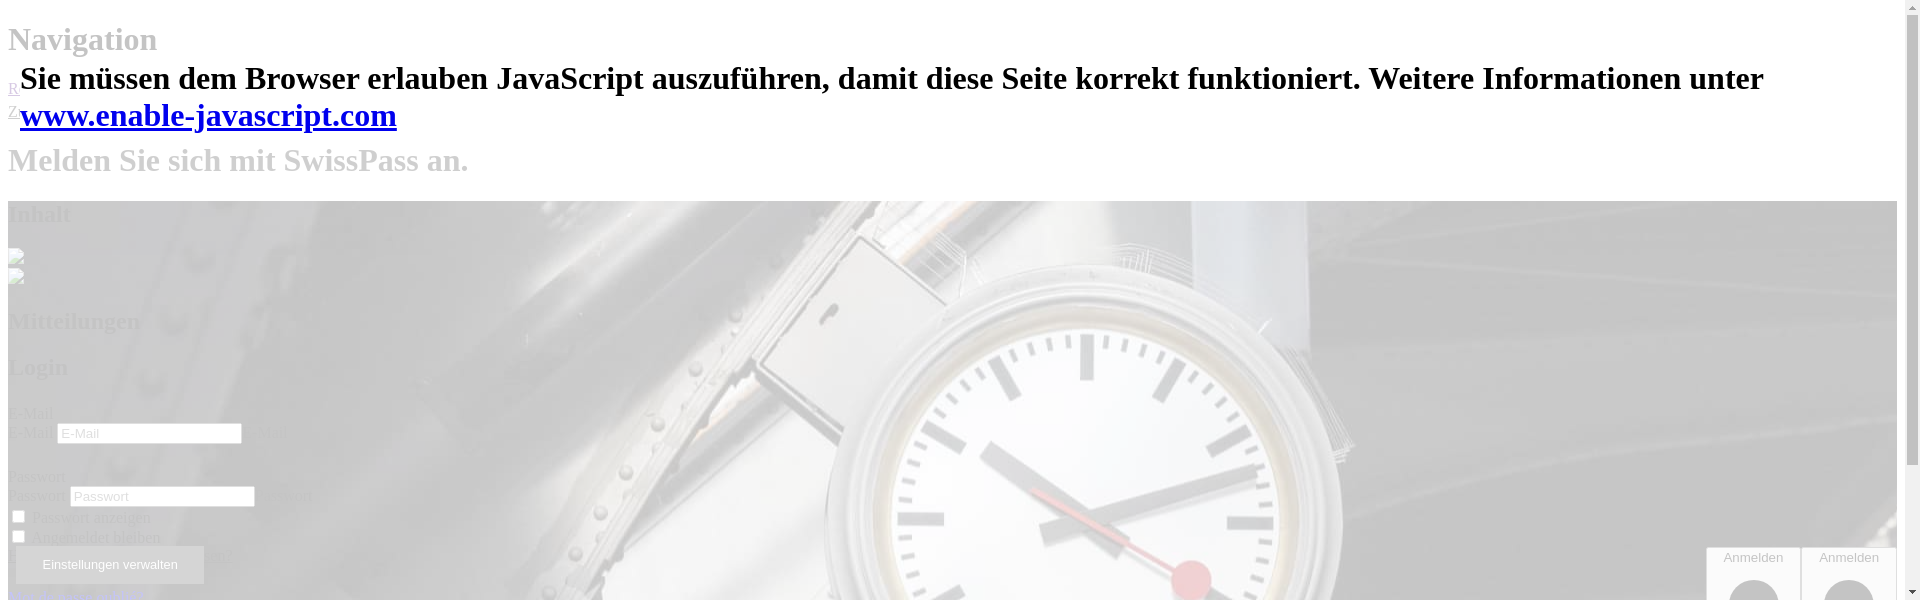 Navigation
Sie müssen dem Browser erlauben JavaScript auszuführen, damit diese Seite korrekt funktioniert. Weitere Informationen unter
www.enable-javascript.com
Melden Sie sich mit SwissPass an.
Inhalt
Mitteilungen
Login
E-Mail
E-Mail E-Mail
Passwort
Passwort Passwort
Passwort anzeigen
Angemeldet bleiben
Einstellungen verwalten
Anmelden Anmelden